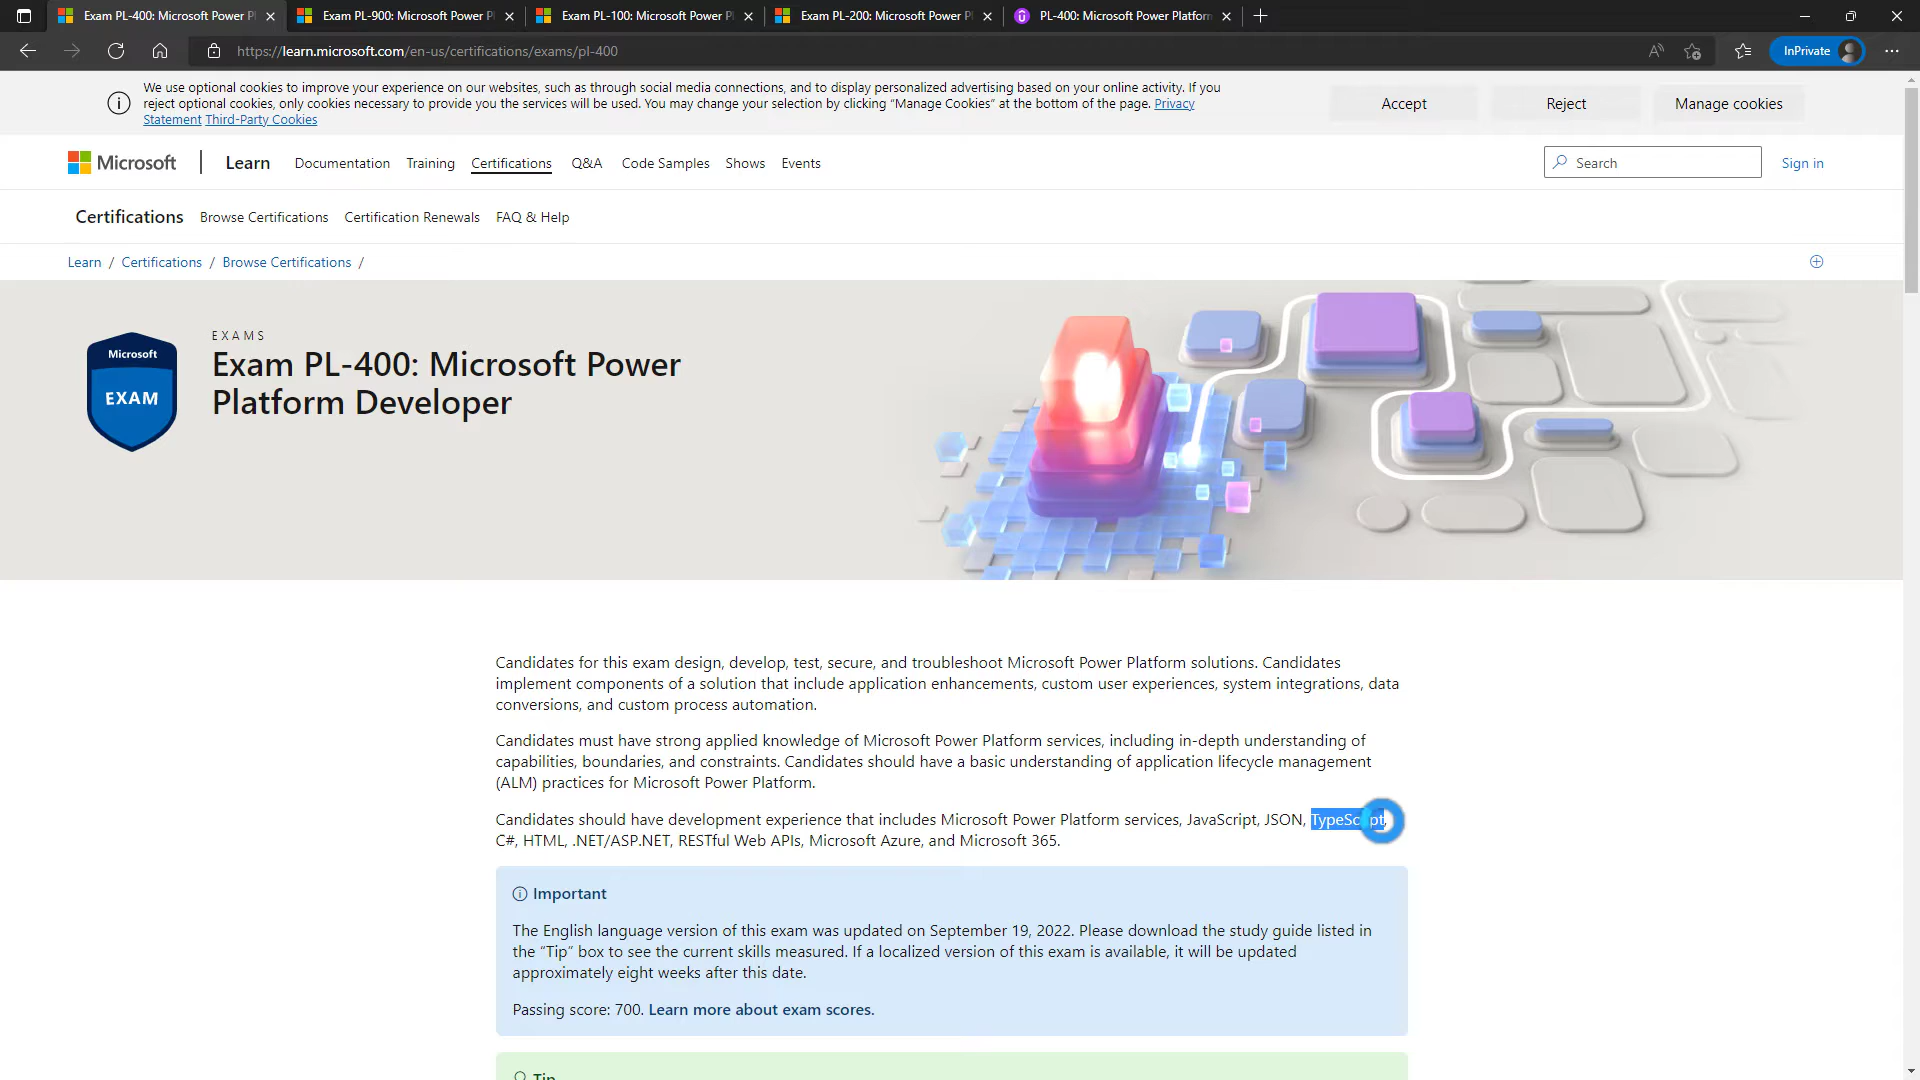 Exam PL-400: Microsoft Power P
Exam PL-900: Microsoft Power P
Exam PL-100: Microsoft Power P
Exam PL-200: Microsoft Power P
PL-400: Microsoft Power Platform
https://learn.microsoft.com/en-us/certifications/exams/pl-400
InPrivate
We use optional cookies to improve your experience on our websites, such as through social media connections, and to display personalized advertising based on your online activity. If you
reject optional cookies, only cookies necessary to provide you the services will be used. You may change your selection by clicking “Manage Cookies” at the bottom of the page. Privacy
Statement Third-Party Cookies
Accept
Reject
Manage cookies
Microsoft
Learn
Documentation
Training
Certifications
Q&A
Code Samples
Shows
Events
Search
Sign in
Certifications
Browse Certifications
Certification Renewals
FAQ & Help
Learn / Certifications / Browse Certifications /
Microsoft
EXAM
EXAMS
Exam PL-400: Microsoft Power
Platform Developer
Candidates for this exam design, develop, test, secure, and troubleshoot Microsoft Power Platform solutions. Candidates
implement components of a solution that include application enhancements, custom user experiences, system integrations, data
conversions, and custom process automation.
Candidates must have strong applied knowledge of Microsoft Power Platform services, including in-depth understanding of
capabilities, boundaries, and constraints. Candidates should have a basic understanding of application lifecycle management
(ALM) practices for Microsoft Power Platform.
Candidates should have development experience that includes Microsoft Power Platform services, JavaScript, JSON, TypeScript,
C#, HTML, .NET/ASP.NET, RESTful Web APIs, Microsoft Azure, and Microsoft 365.
Important
The English language version of this exam was updated on September 19, 2022. Please download the study guide listed in
the “Tip” box to see the current skills measured. If a localized version of this exam is available, it will be updated
approximately eight weeks after this date.
Passing score: 700. Learn more about exam scores.
Tip